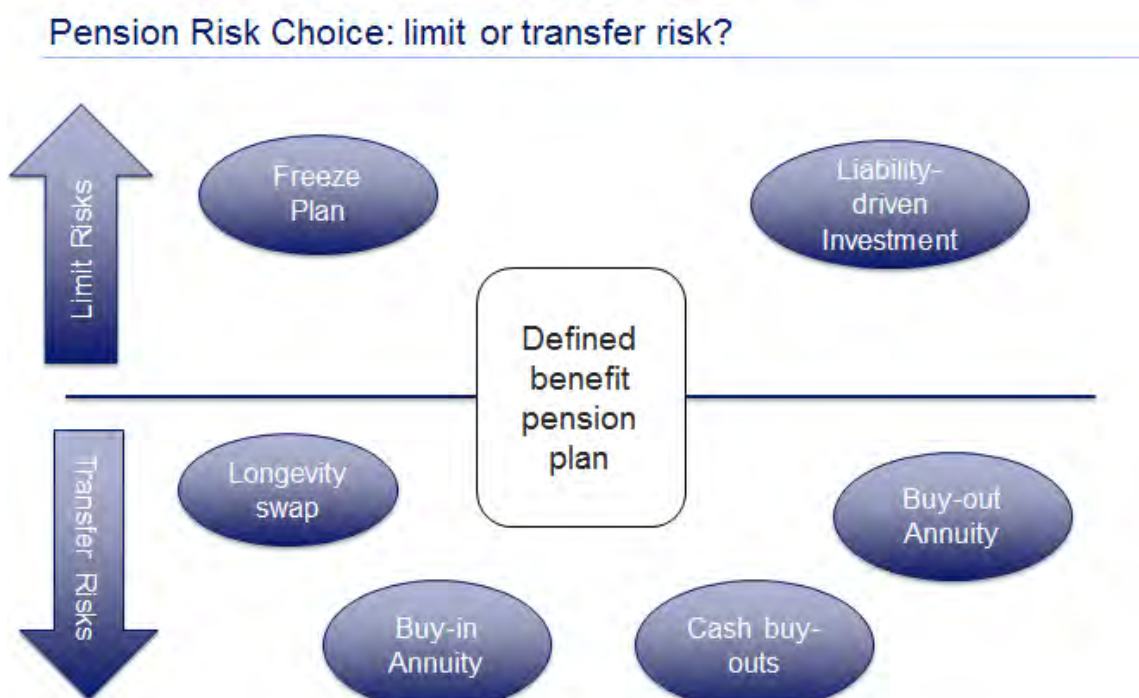 Pension Risk Choice: limit or transfer risk?
Limit Risks
Freeze
Plan
Liability-
driven
Investment
Defined
benefit
pension
plan
Transfer Risks
Longevity
swap
Buy-out
Annuity
Buy-in
Annuity
Cash buy-
outs